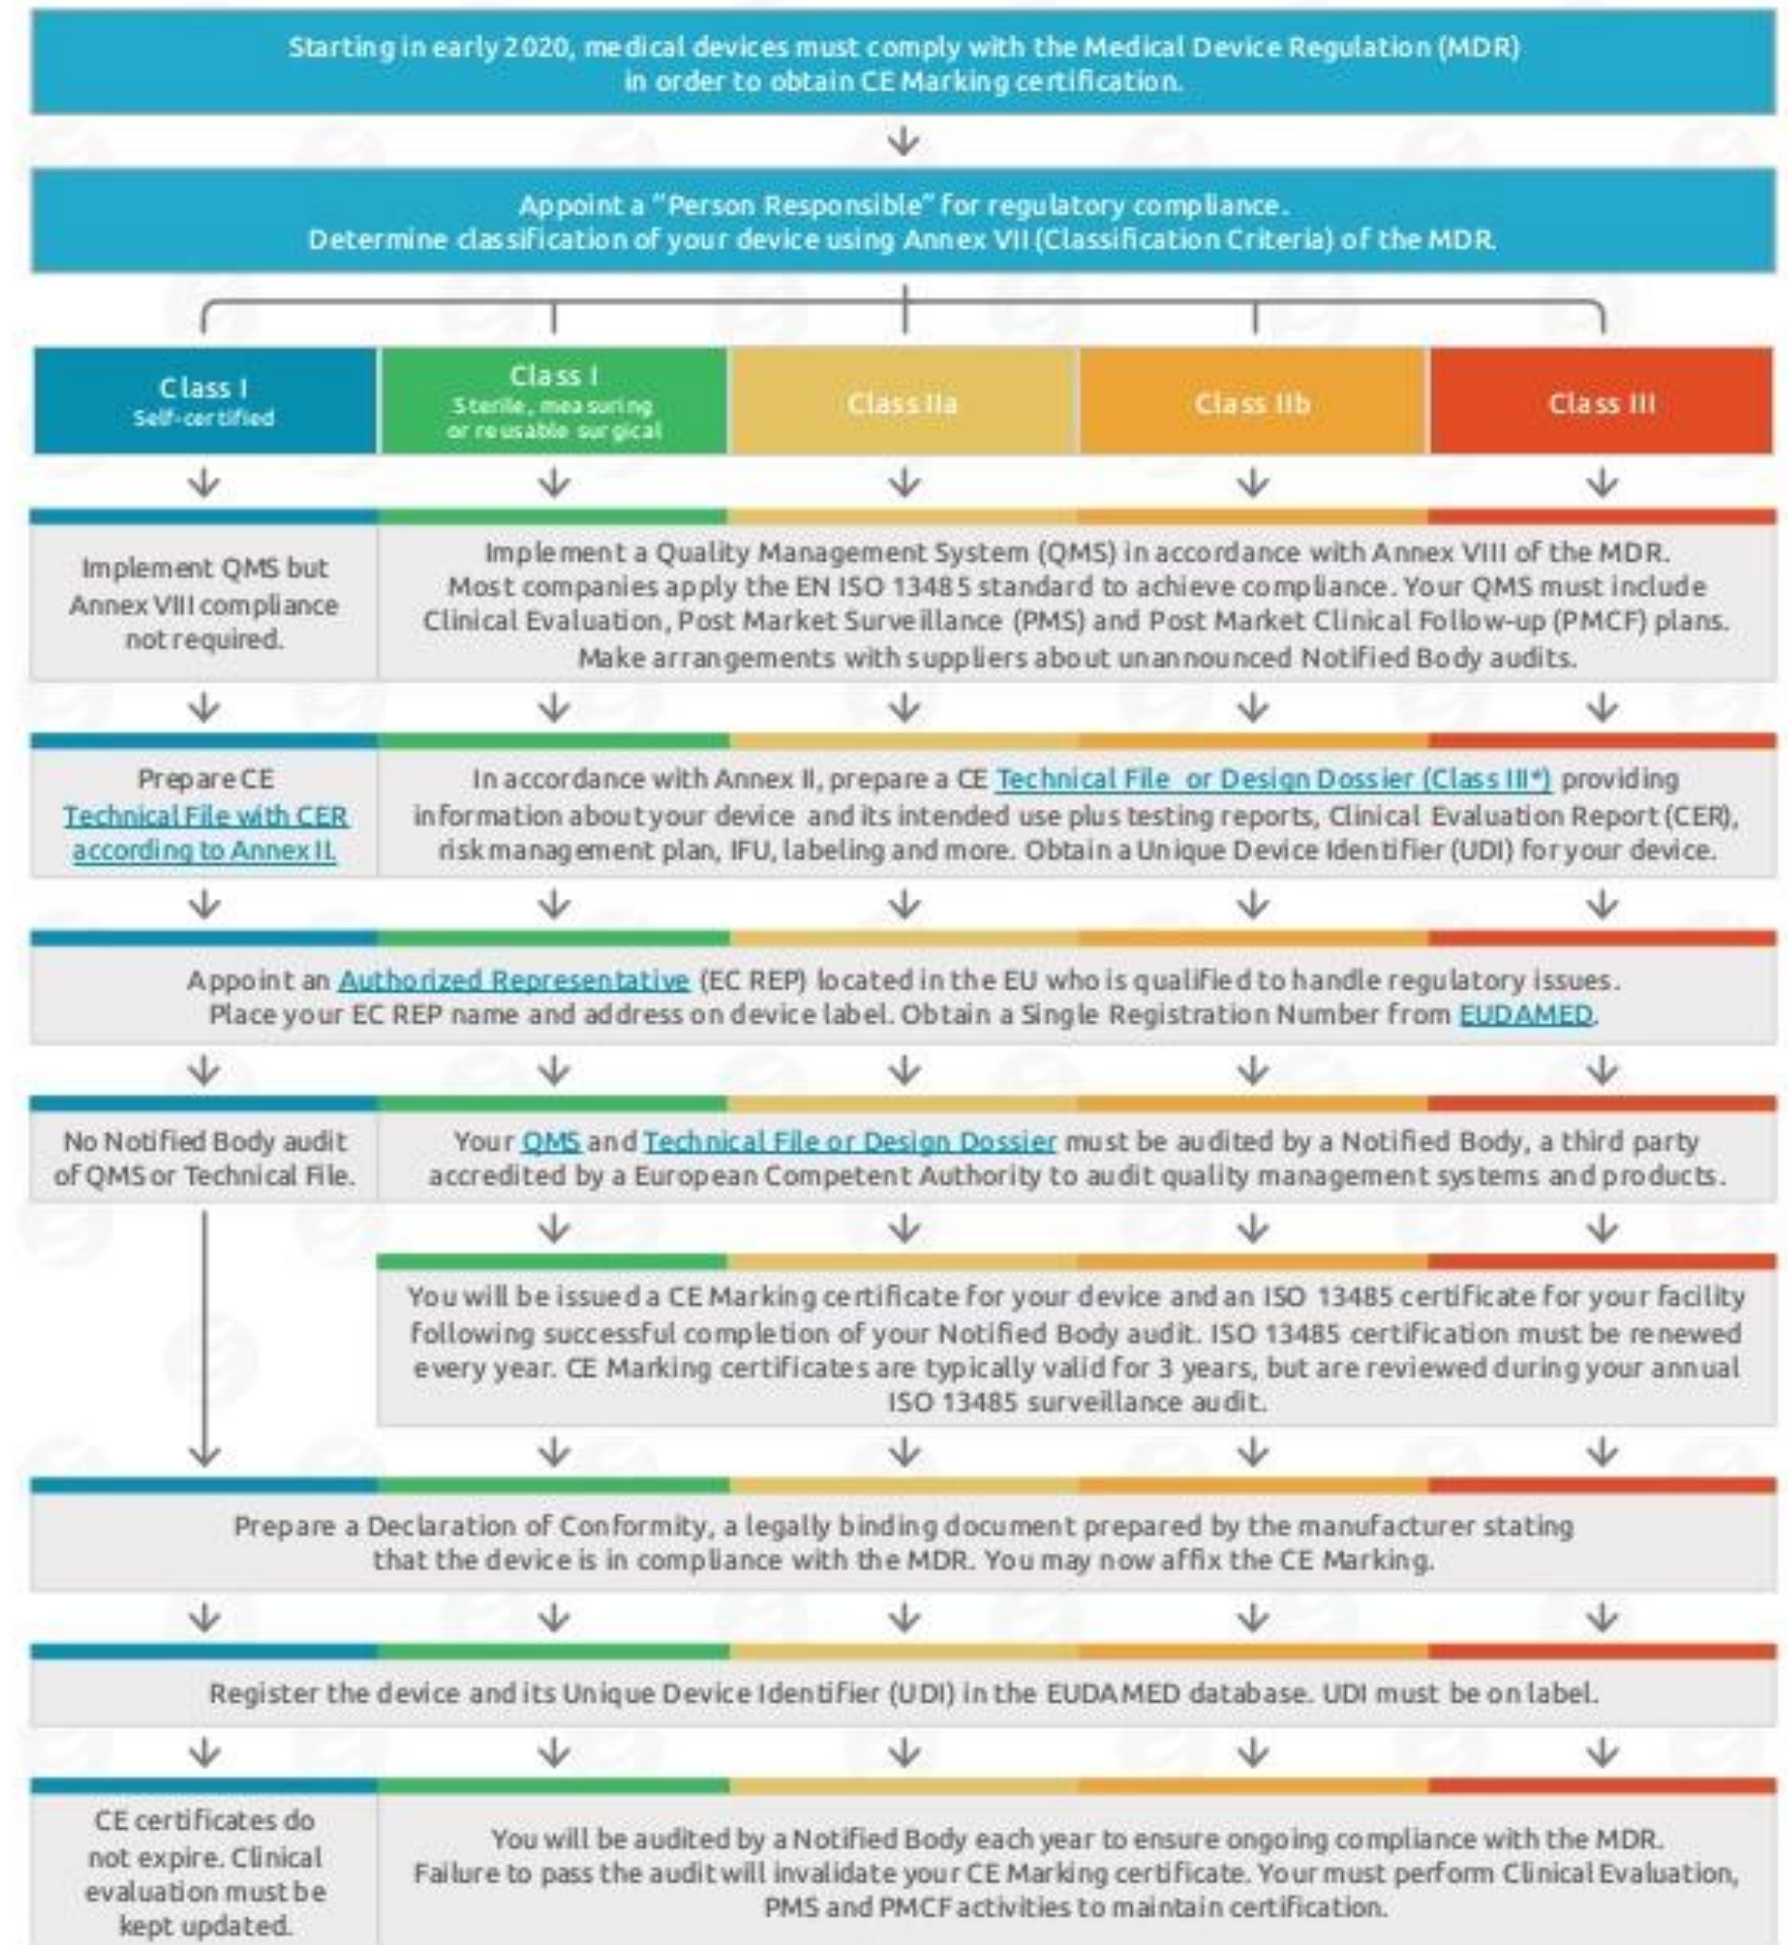 Starting in early 2020, medical devices must comply with the Medical Device Regulation (MDR)
in order to obtain CE Marking certification.
Appoint a “Person Responsible” for regulatory compliance.
Determine classification of your device using Annex VII (Classification Criteria) of the MDR.
Class I
Self-certified
Class I
Sterile, measuring
or reusable surgical
Class IIa
Class IIb
Class III
Implement QMS but
Annex VIII compliance
not required.
Implement a Quality Management System (QMS) in accordance with Annex VIII of the MDR.
Most companies apply the EN ISO 13485 standard to achieve compliance. Your QMS must include
Clinical Evaluation, Post Market Surveillance (PMS) and Post Market Clinical Follow-up (PMCF) plans.
Make arrangements with suppliers about unannounced Notified Body audits.
Prepare CE
Technical File with CER
according to Annex II.
In accordance with Annex II, prepare a CE Technical File or Design Dossier (Class III*) providing
information about your device and its intended use plus testing reports, Clinical Evaluation Report (CER),
risk management plan, IFU, labeling and more. Obtain a Unique Device Identifier (UDI) for your device.
Appoint an Authorized Representative (EC REP) located in the EU who is qualified to handle regulatory issues.
Place your EC REP name and address on device label. Obtain a Single Registration Number from EUDAMED.
No Notified Body audit
of QMS or Technical File.
Your QMS and Technical File or Design Dossier must be audited by a Notified Body, a third party
accredited by a European Competent Authority to audit quality management systems and products.
You will be issued a CE Marking certificate for your device and an ISO 13485 certificate for your facility
following successful completion of your Notified Body audit. ISO 13485 certification must be renewed
every year. CE Marking certificates are typically valid for 3 years, but are reviewed during your annual
ISO 13485 surveillance audit.
Prepare a Declaration of Conformity, a legally binding document prepared by the manufacturer stating
that the device is in compliance with the MDR. You may now affix the CE Marking.
Register the device and its Unique Device Identifier (UDI) in the EUDAMED database. UDI must be on label.
CE certificates do
not expire. Clinical
evaluation must be
kept updated.
You will be audited by a Notified Body each year to ensure ongoing compliance with the MDR.
Failure to pass the audit will invalidate your CE Marking certificate. Your must perform Clinical Evaluation,
PMS and PMCF activities to maintain certification.